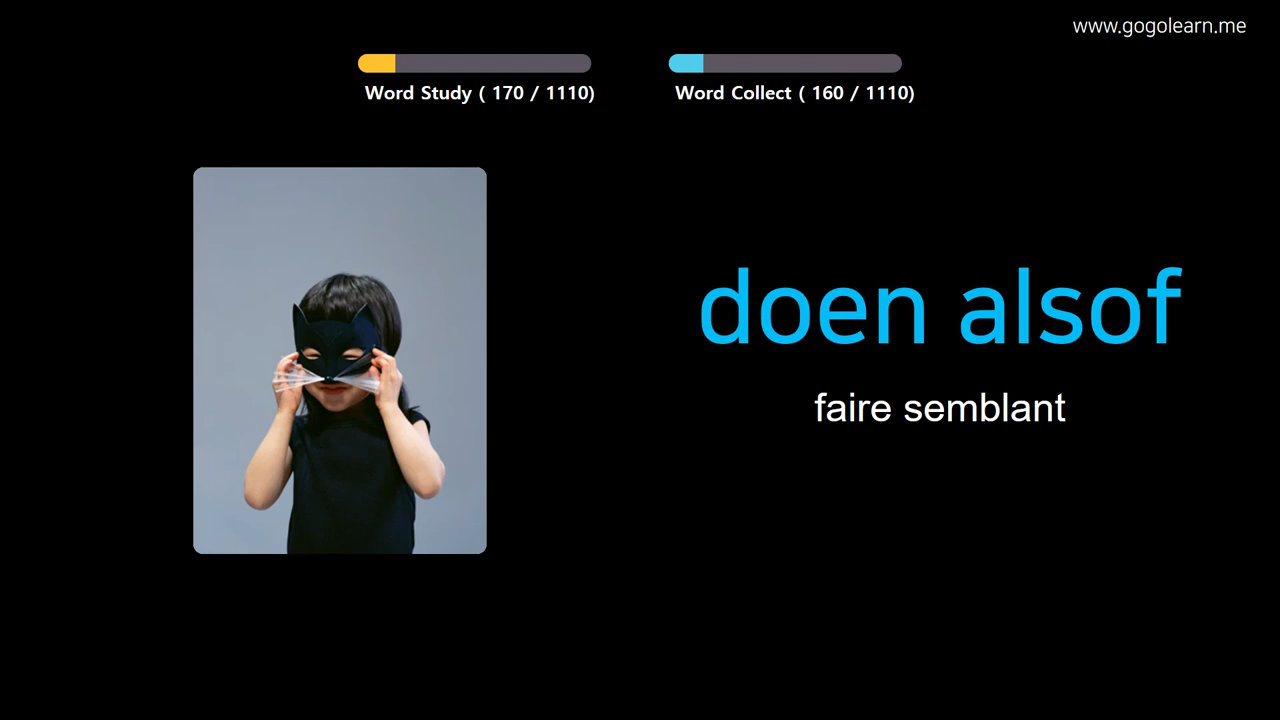 www.gogolearn.me
Word Study ( 170 / 1110)
Word Collect ( 160 / 1110)
doen alsof
faire semblant